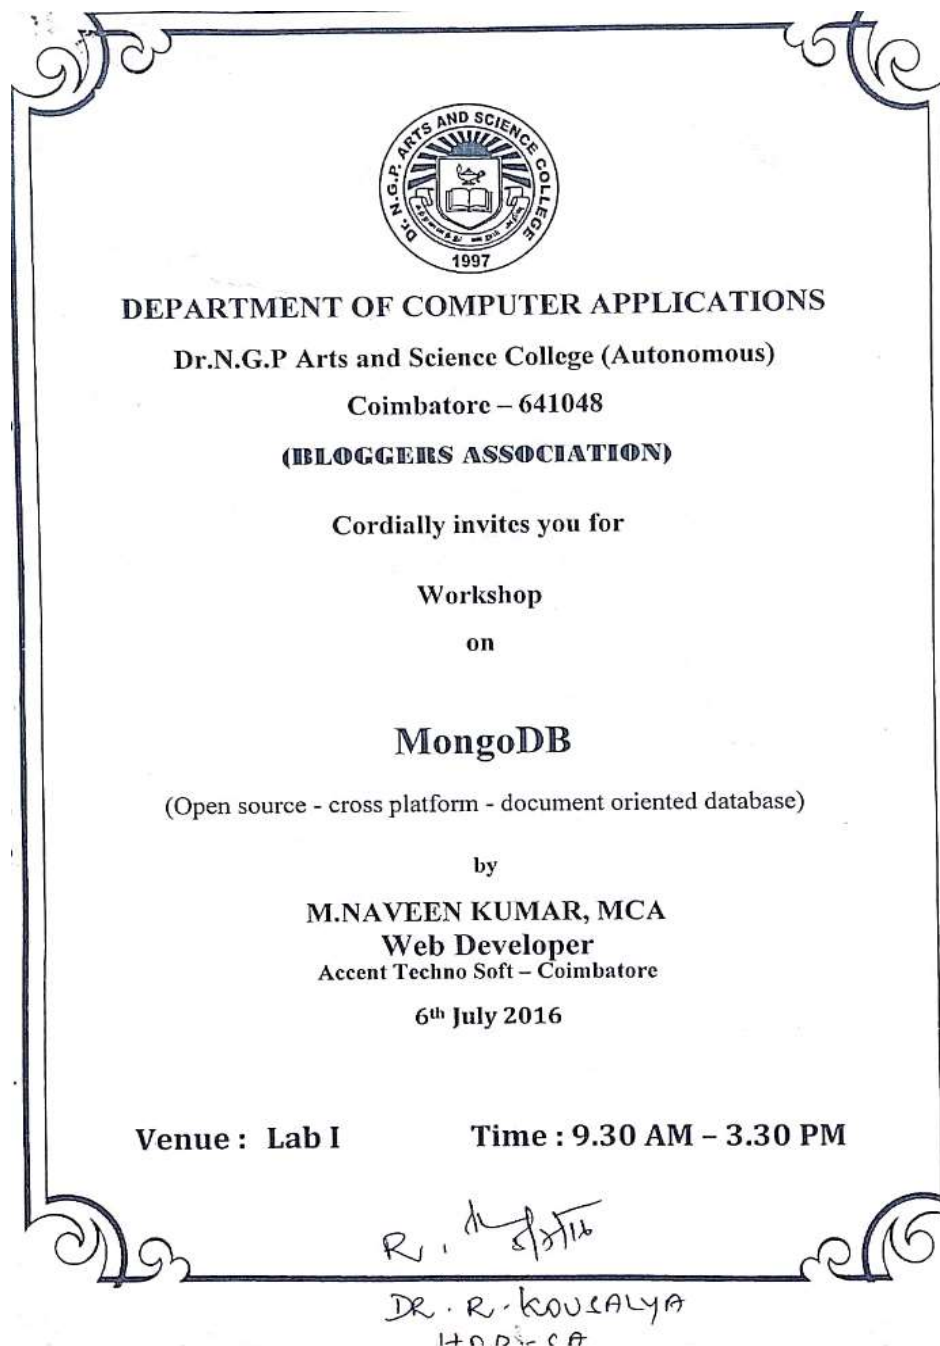 Dr. N.G.P. ARTS AND SCIENCE COLLEGE
1997
DEPARTMENT OF COMPUTER APPLICATIONS
Dr.N.G.P Arts and Science College (Autonomous)
Coimbatore – 641048
(BLOGGERS ASSOCIATION)
Cordially invites you for
Workshop
on
MongoDB
(Open source - cross platform - document oriented database)
by
M.NAVEEN KUMAR, MCA
Web Developer
Accent Techno Soft – Coimbatore
6th July 2016
Venue : Lab I Time : 9.30 AM – 3.30 PM
R.
DR. R. KOUSALYA